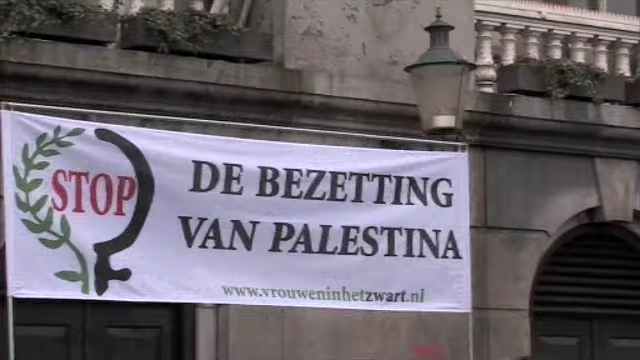 STOP
DE BEZETTING
VAN PALESTINA
www.vrouweninhetzwart.nl